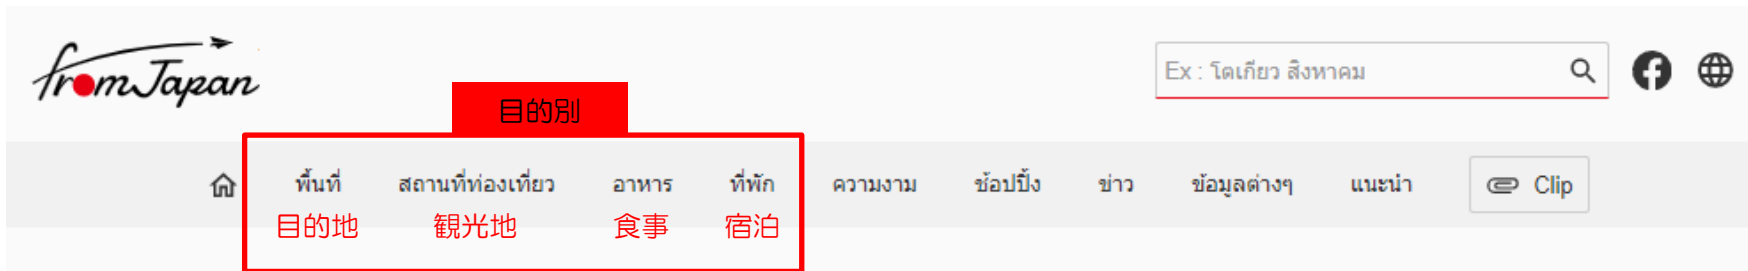 from Japan
Ex : โตเกียว สิงหาคม
目的別
พื้นที่ สถานที่ท่องเที่ยว อาหาร ที่พัก ความงาม ช้อปปิ้ง ข่าว ข้อมูลต่างๆ แนะนำ Clip
目的地 観光地 食事 宿泊